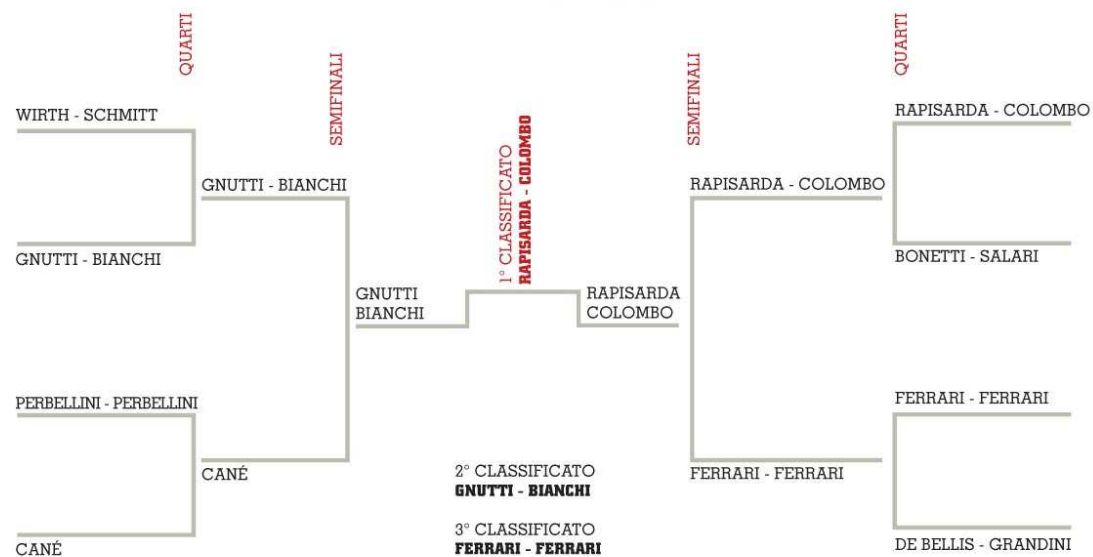 QUARTI
SEMIFINALI
SEMIFINALI
QUARTI
WIRTH - SCHMITT
GNUTTI - BIANCHI
GNUTTI - BIANCHI
PERBELLINI - PERBELLINI
CANÉ
CANÉ
GNUTTI
BIANCHI
1° CLASSIFICATO
RAPISARDA - COLOMBO
RAPISARDA
COLOMBO
2° CLASSIFICATO
GNUTTI - BIANCHI
3° CLASSIFICATO
FERRARI - FERRARI
RAPISARDA - COLOMBO
FERRARI - FERRARI
RAPISARDA - COLOMBO
BONETTI - SALARI
FERRARI - FERRARI
DE BELLIS - GRANDINI